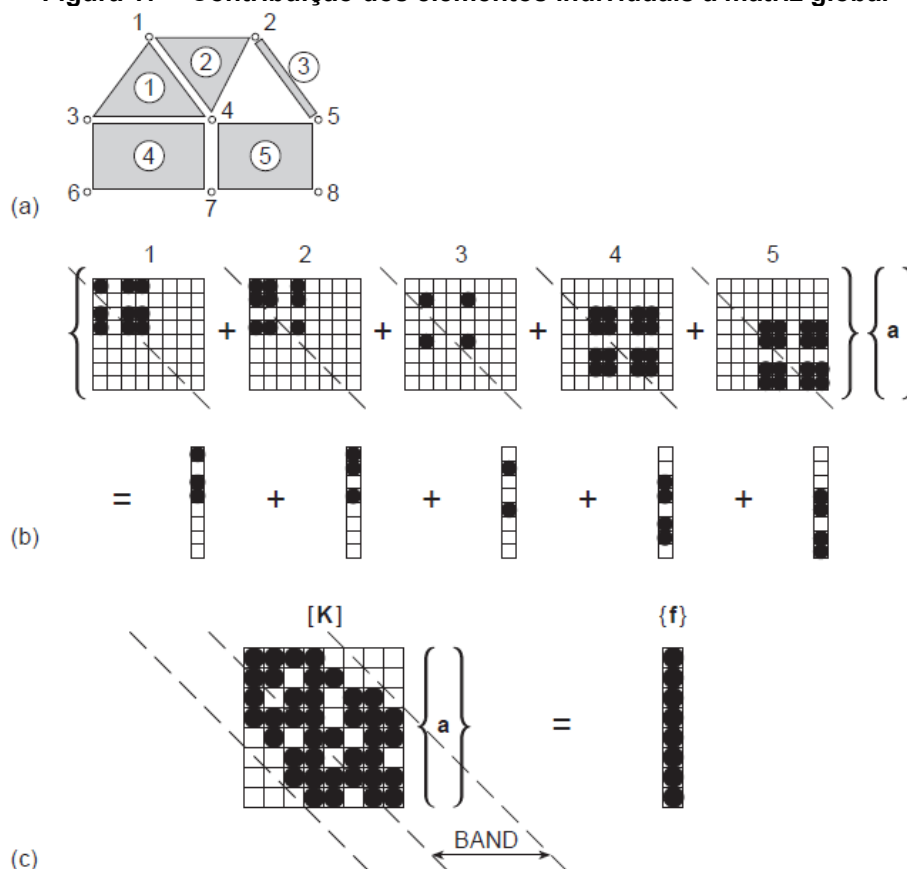 Figura Contribuição dos elementos individuais à matriz global
1 2
3
2
1
3 4 5
4 5
6 7 8
(a)
1 2 3 4 5
{ + + + + } { a
= + + + +
(b)
[K] {f}
{ a } =
BAND
(c)